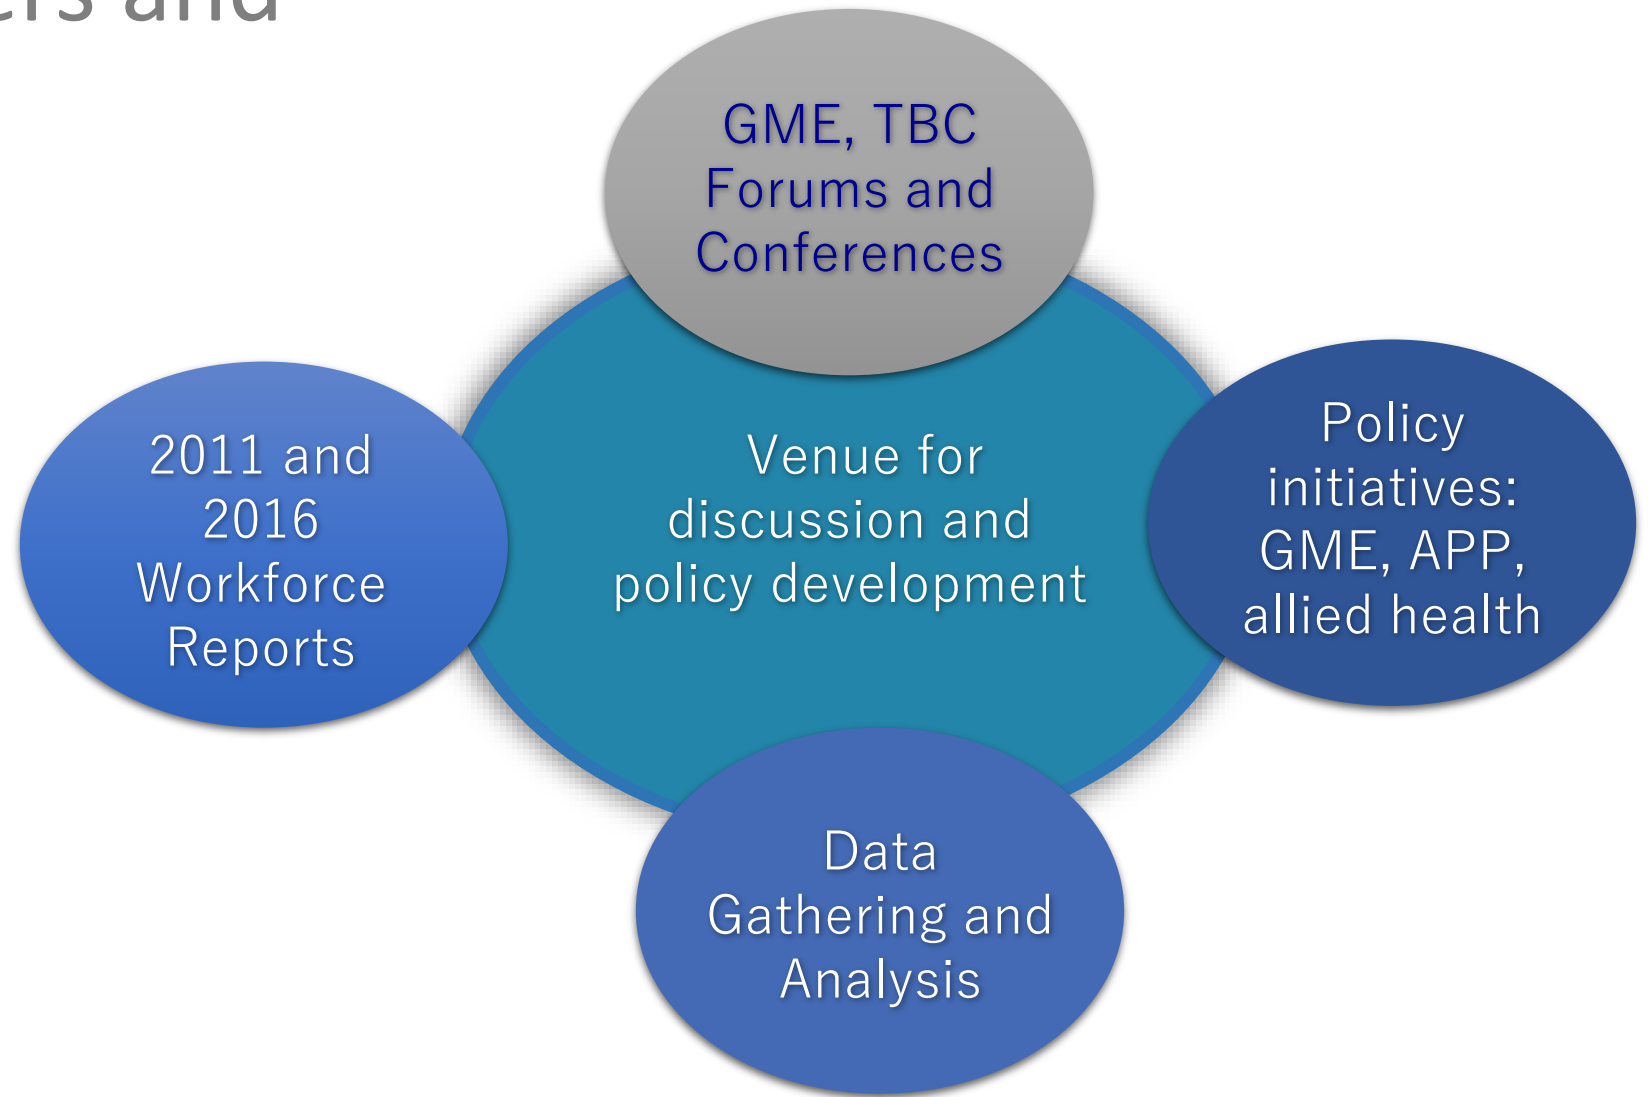 and
GME, TBC
Forums and
Conferences
2011 and
2016
Workforce
Reports
Venue for
discussion and
policy development
Policy
initiatives:
GME, APP,
allied health
Data
Gathering and
Analysis